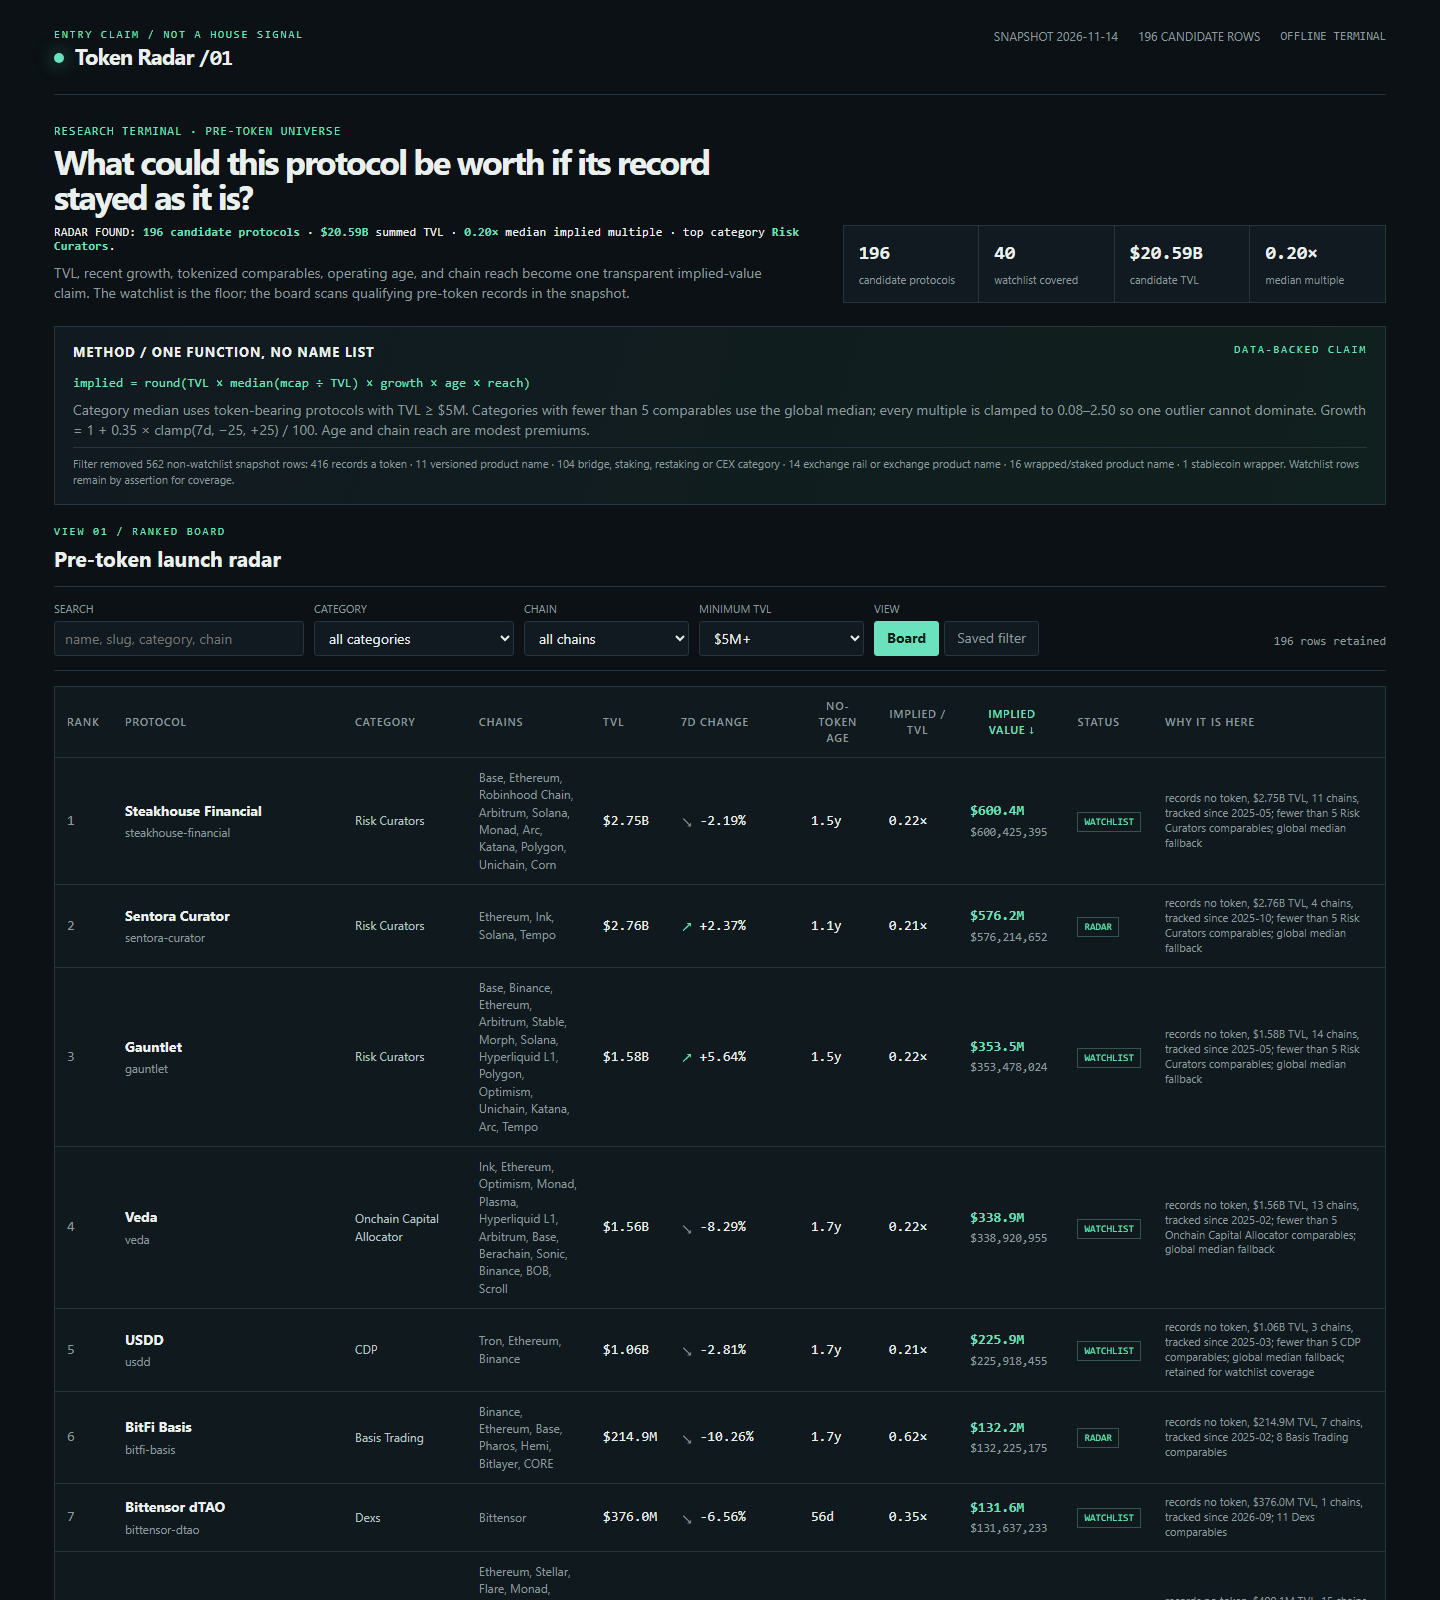 ENTRY CLAIM / NOT A HOUSE SIGNAL
Token Radar /01
SNAPSHOT 2026-11-14
196 CANDIDATE ROWS
OFFLINE TERMINAL
RESEARCH TERMINAL · PRE-TOKEN UNIVERSE
What could this protocol be worth if its record
stayed as it is?
RADAR FOUND: 196 candidate protocols · $20.59B summed TVL · 0.20× median implied multiple · top category Risk
Curators.
TVL, recent growth, tokenized comparables, operating age, and chain reach become one transparent implied-value
claim. The watchlist is the floor; the board scans qualifying pre-token records in the snapshot.
196
candidate protocols
40
watchlist covered
$20.59B
candidate TVL
0.20×
median multiple
METHOD / ONE FUNCTION, NO NAME LIST
DATA-BACKED CLAIM
implied = round(TVL × median(mcap ÷ TVL) × growth × age × reach)
Category median uses token-bearing protocols with TVL ≥ $5M. Categories with fewer than 5 comparables use the global median; every multiple is clamped to 0.08–2.50 so one outlier cannot dominate. Growth
= 1 + 0.35 × clamp(7d, −25, +25) / 100. Age and chain reach are modest premiums.
Filter removed 562 non-watchlist snapshot rows: 416 records a token · 11 versioned product name · 104 bridge, staking, restaking or CEX category · 14 exchange rail or exchange product name · 16 wrapped/staked product name · 1 stablecoin wrapper. Watchlist rows
remain by assertion for coverage.
VIEW 01 / RANKED BOARD
Pre-token launch radar
SEARCH
CATEGORY
CHAIN
MINIMUM TVL
VIEW
name, slug, category, chain
all categories
all chains
$5M+
Board
Saved filter
196 rows retained
RANK
PROTOCOL
CATEGORY
CHAINS
TVL
7D CHANGE
NO-
TOKEN
AGE
IMPLIED /
TVL
IMPLIED
VALUE ↓
STATUS
WHY IT IS HERE
1
Steakhouse Financial
steakhouse-financial
Risk Curators
Base, Ethereum,
Robinhood Chain,
Arbitrum, Solana,
Monad, Arc,
Katana, Polygon,
Unichain, Corn
$2.75B
↘ -2.19%
1.5y
0.22×
$600.4M
$600,425,395
WATCHLIST
records no token, $2.75B TVL, 11 chains,
tracked since 2025-05; fewer than 5 Risk
Curators comparables; global median
fallback
2
Sentora Curator
sentora-curator
Risk Curators
Ethereum, Ink,
Solana, Tempo
$2.76B
↗ +2.37%
1.1y
0.21×
$576.2M
$576,214,652
RADAR
records no token, $2.76B TVL, 4 chains,
tracked since 2025-10; fewer than 5 Risk
Curators comparables; global median
fallback
3
Gauntlet
gauntlet
Risk Curators
Base, Binance,
Ethereum,
Arbitrum, Stable,
Morph, Solana,
Hyperliquid L1,
Polygon,
Optimism,
Unichain, Katana,
Arc, Tempo
$1.58B
↗ +5.64%
1.5y
0.22×
$353.5M
$353,478,024
WATCHLIST
records no token, $1.58B TVL, 14 chains,
tracked since 2025-05; fewer than 5 Risk
Curators comparables; global median
fallback
4
Veda
veda
Onchain Capital
Allocator
Ink, Ethereum,
Optimism, Monad,
Plasma,
Hyperliquid L1,
Arbitrum, Base,
Berachain, Sonic,
Binance, BOB,
Scroll
$1.56B
↘ -8.29%
1.7y
0.22×
$338.9M
$338,920,955
WATCHLIST
records no token, $1.56B TVL, 13 chains,
tracked since 2025-02; fewer than 5
Onchain Capital Allocator comparables;
global median fallback
5
USDD
usdd
CDP
Tron, Ethereum,
Binance
$1.06B
↘ -2.81%
1.7y
0.21×
$225.9M
$225,918,455
WATCHLIST
records no token, $1.06B TVL, 3 chains,
tracked since 2025-03; fewer than 5 CDP
comparables; global median fallback;
retained for watchlist coverage
6
BitFi Basis
bitfi-basis
Basis Trading
Binance,
Ethereum, Base,
Pharos, Hemi,
Bitlayer, CORE
$214.9M
↘ -10.26%
1.7y
0.62×
$132.2M
$132,225,175
RADAR
records no token, $214.9M TVL, 7 chains,
tracked since 2025-02; 8 Basis Trading
comparables
7
Bittensor dTAO
bittensor-dtao
Dexs
Bittensor
$376.0M
↘ -6.56%
56d
0.35×
$131.6M
$131,637,233
WATCHLIST
records no token, $376.0M TVL, 1 chains,
tracked since 2026-09; 11 Dexs
comparables
Ethereum, Stellar,
Flare, Monad,